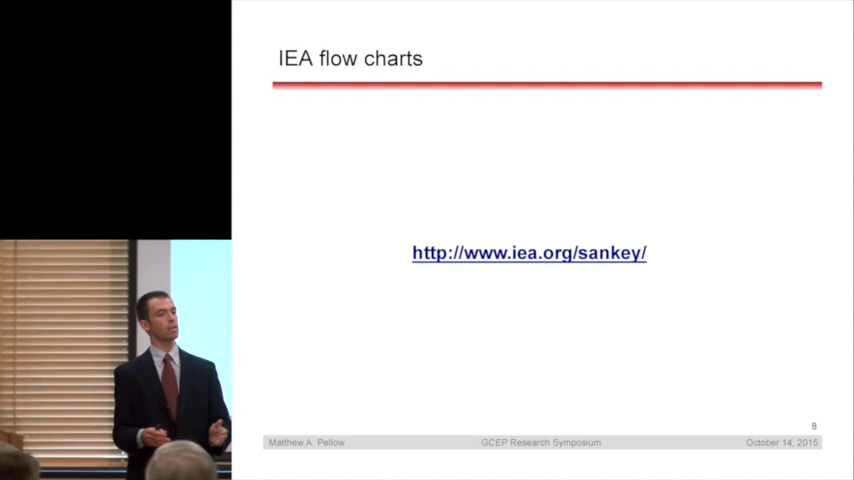 IEA flow charts
http://www.iea.org/sankey/
8
Matthew A. Pellow GCEP Research Symposium October 14, 2015